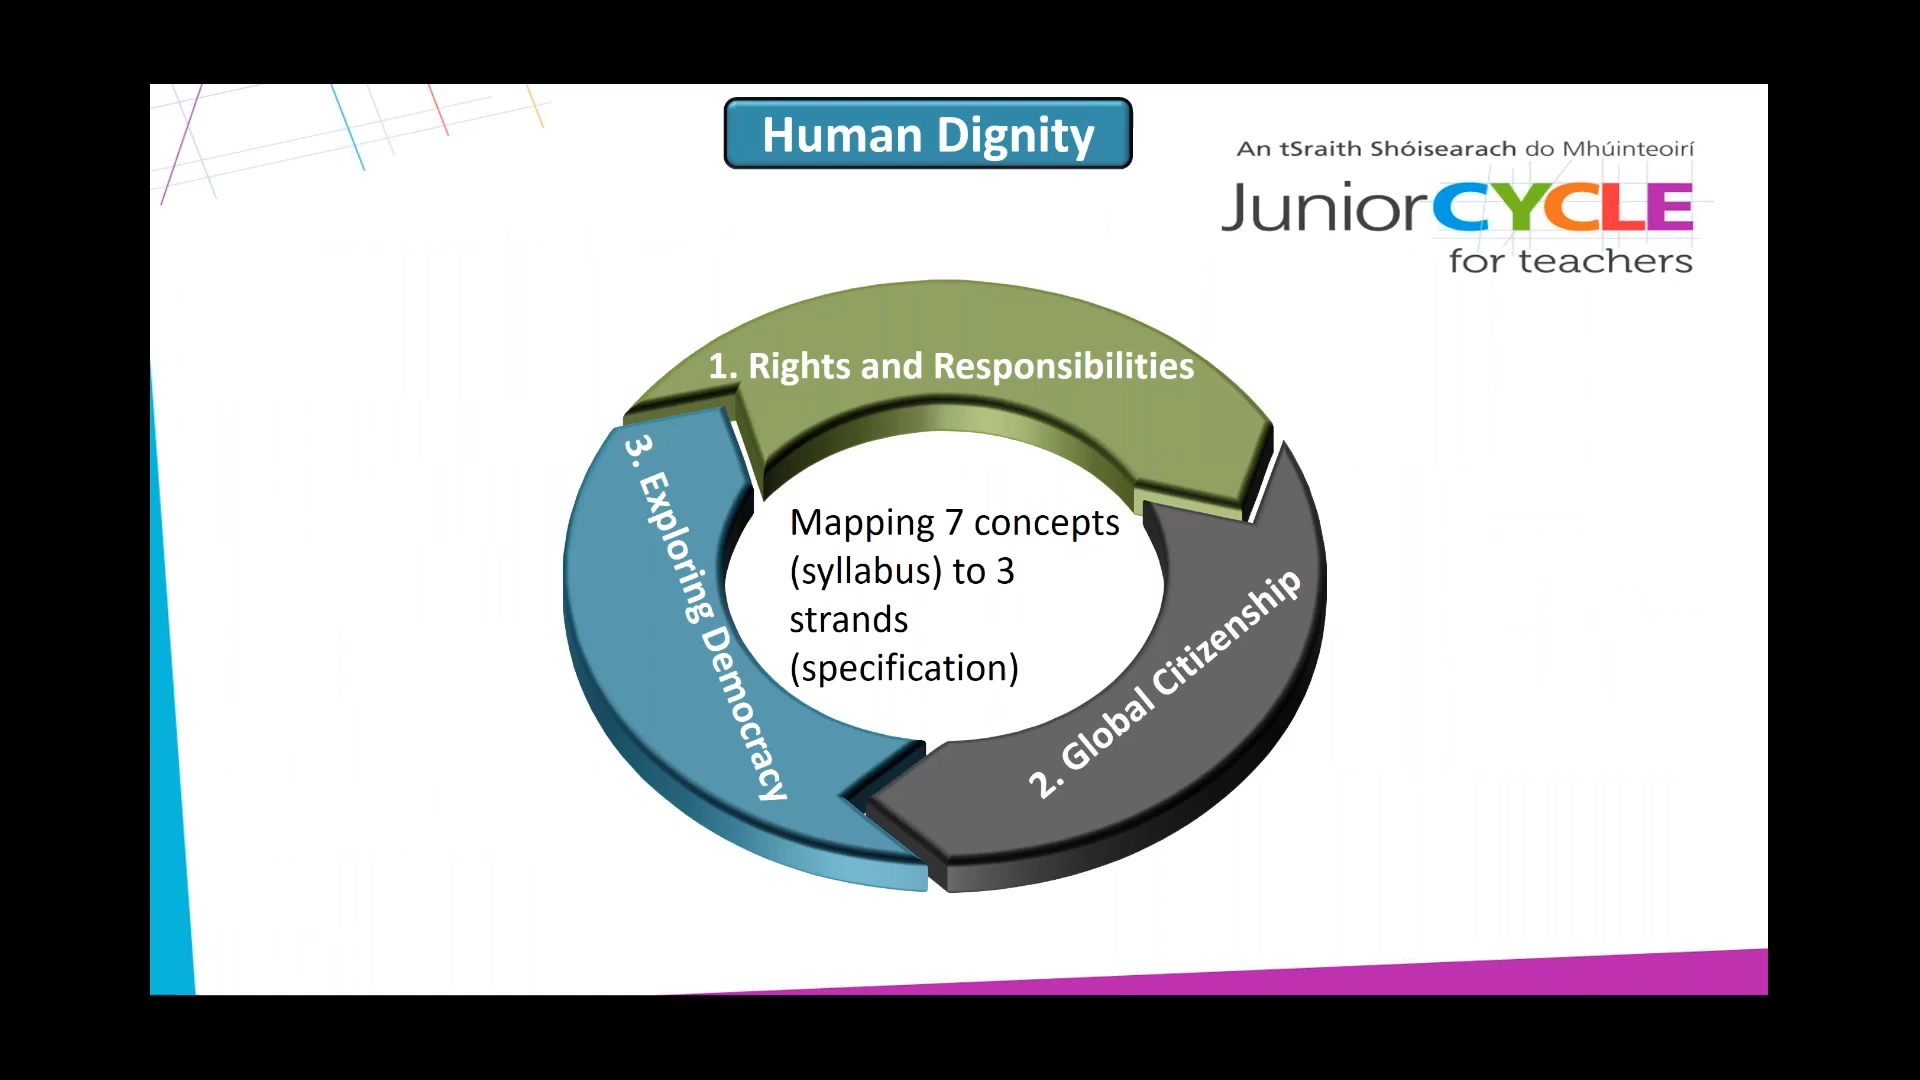 Human Dignity
An tSraith Shóisearach do Mhúinteoirí
JuniorCYCLE
for teachers
1. Rights and Responsibilities
3. Exploring Democracy
Mapping 7 concepts
(syllabus) to 3
strands
(specification)
2. Global Citizenship